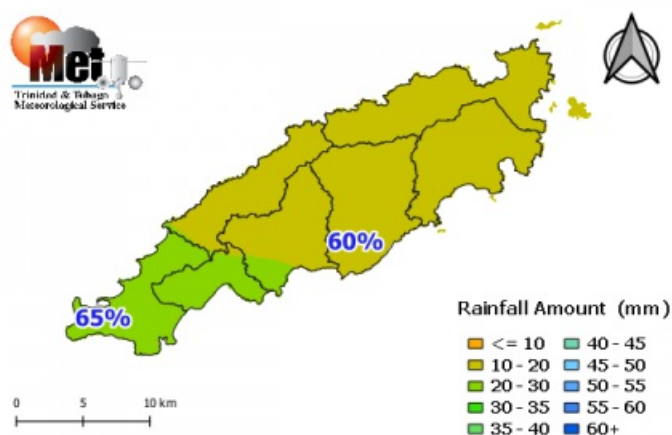 Met
Trinidad & Tobago
Meteorological Service
60%
65%
Rainfall Amount (mm)
<= 10
10 - 20
20 - 30
30 - 35
35 - 40
40 - 45
45 - 50
50 - 55
55 - 60
60+
0 5 10 km